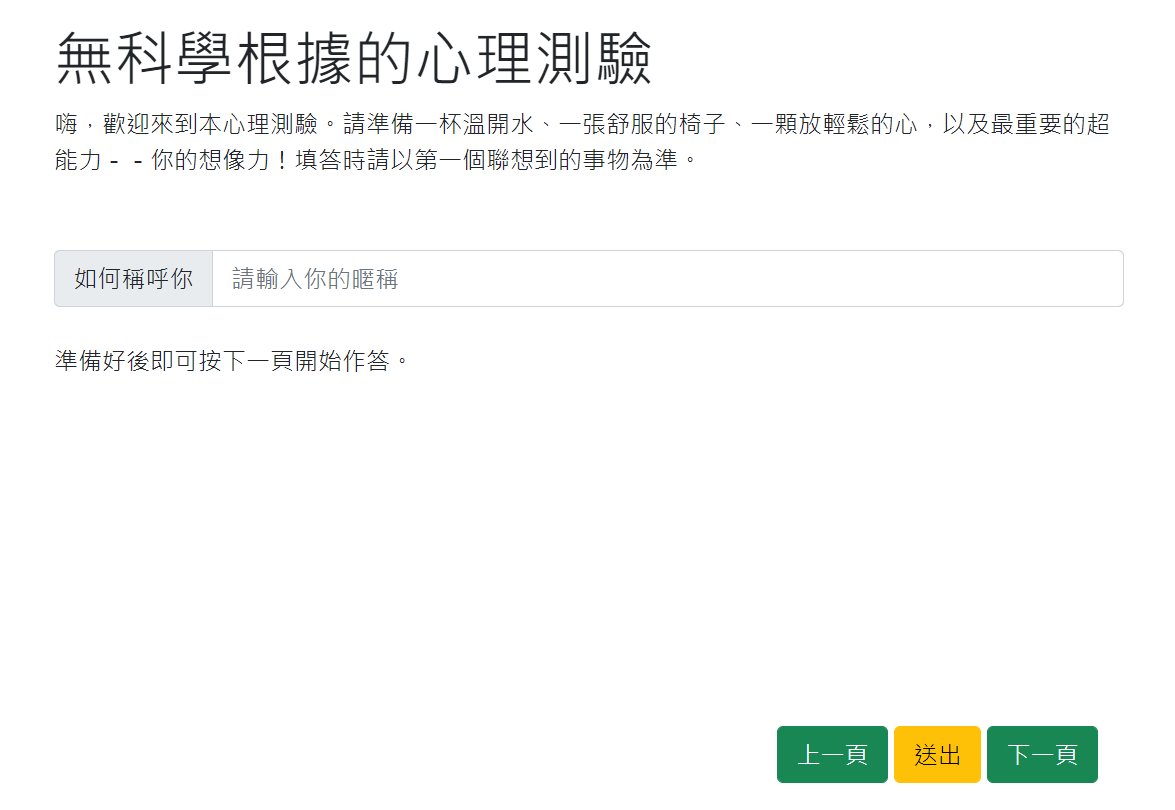 無科學根據的心理測驗
嗨，歡迎來到本心理測驗。請準備一杯溫開水、一張舒服的椅子、一顆放輕鬆的心，以及最重要的超
能力－－你的想像力！填答時請以第一個聯想到的事物為準。
如何稱呼你 請輸入你的暱稱
準備好後即可按下一頁開始作答。
上一頁 送出 下一頁